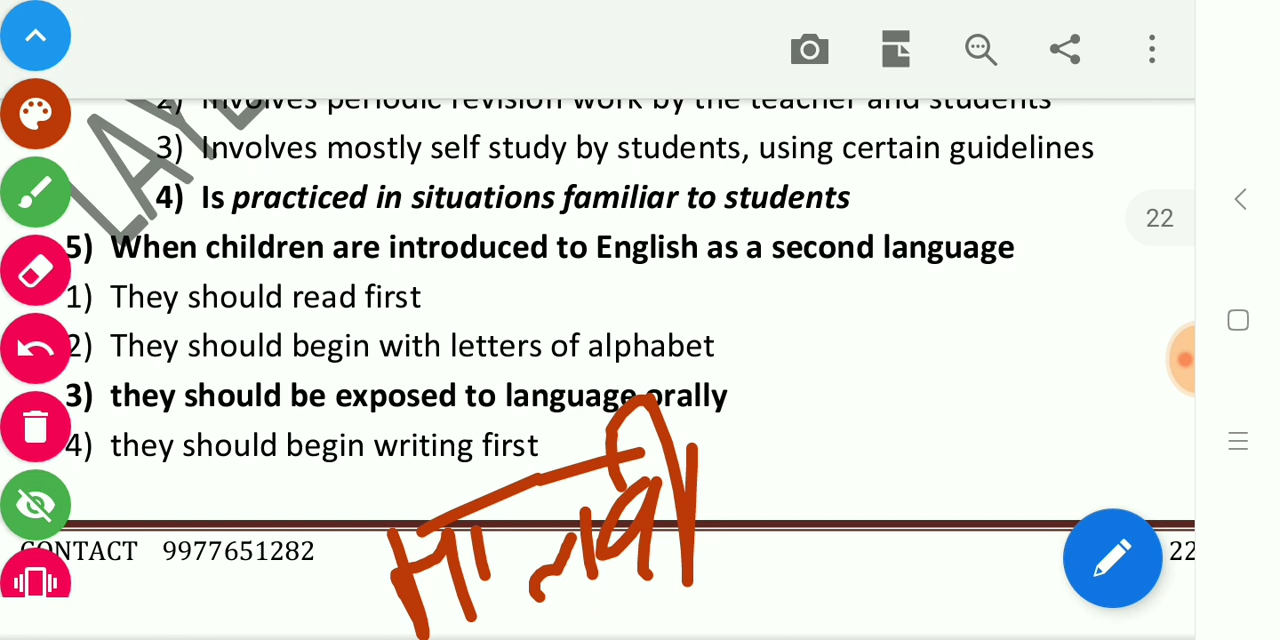 2) Involves periodic revision work by the teacher and students
3) Involves mostly self study by students, using certain guidelines
4) Is practiced in situations familiar to students
22
5) When children are introduced to English as a second language
1) They should read first
2) They should begin with letters of alphabet
3) they should be exposed to language orally
4) they should begin writing first
CONTACT 9977651282
22